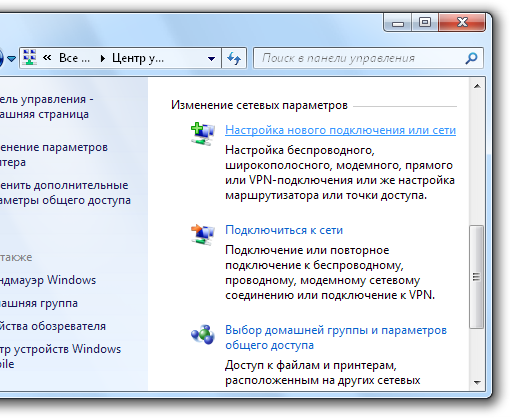 « Все ... Центр у... Поиск в панели управления
ель управления -
ашняя страница
енение параметров
птера
енить дополнительные
аметры общего доступа
также
ндмауэр Windows
ашняя группа
йства обозревателя
тр устройств Windows
bile
Изменение сетевых параметров
Настройка нового подключения или сети
Настройка беспроводного,
широкополосного, модемного, прямого
или VPN-подключения или же настройка
маршрутизатора или точки доступа.
Подключиться к сети
Подключение или повторное
подключение к беспроводному,
проводному, модемному сетевому
соединению или подключение к VPN.
Выбор домашней группы и параметров
общего доступа
Доступ к файлам и принтерам,
расположенным на других сетевых